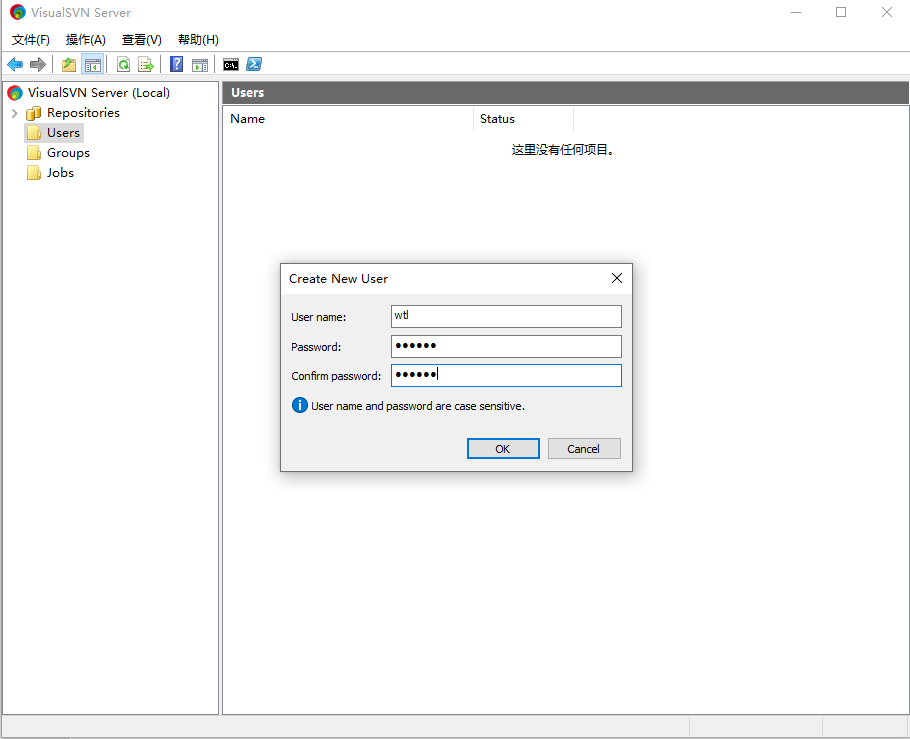 VisualSVN Server
文件(F) 操作(A) 查看(V) 帮助(H)
C:\.
VisualSVN Server (Local)
Repositories
Users
Groups
Jobs
Users
Name Status
这里没有任何项目。
Create New User
User name: wtl
Password: ••••••
Confirm password: ••••••
User name and password are case sensitive.
OK Cancel